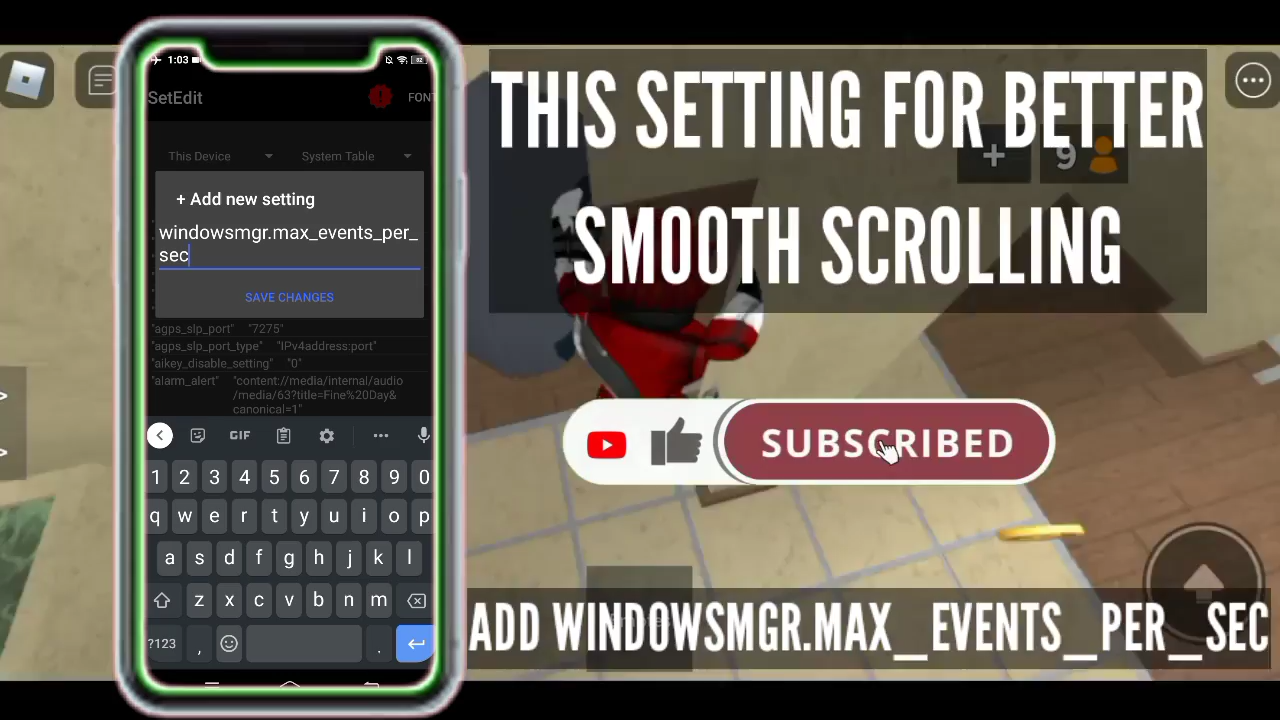 1:03
82
SetEdit
FONT
This Device
System Table
+ Add new setting
windowsmgr.max_events_per_
sec
SAVE CHANGES
"agps_slp_port" "7275"
"agps_slp_port_type" "IPv4address:port"
"aikey_disable_setting" "0"
"alarm_alert" "content://media/internal/audio
/media/63?title=Fine%20Day&
canonical=1"
GIF
1 2 3 4 5 6 7 8 9 0
q w e r t y u i o p
a s d f g h j k l
z x c v b n m
?123 , .
THIS SETTING FOR BETTER
SMOOTH SCROLLING
+ 9
SUBSCRIBED
ADD WINDOWSMGR.MAX_EVENTS_PER_SEC